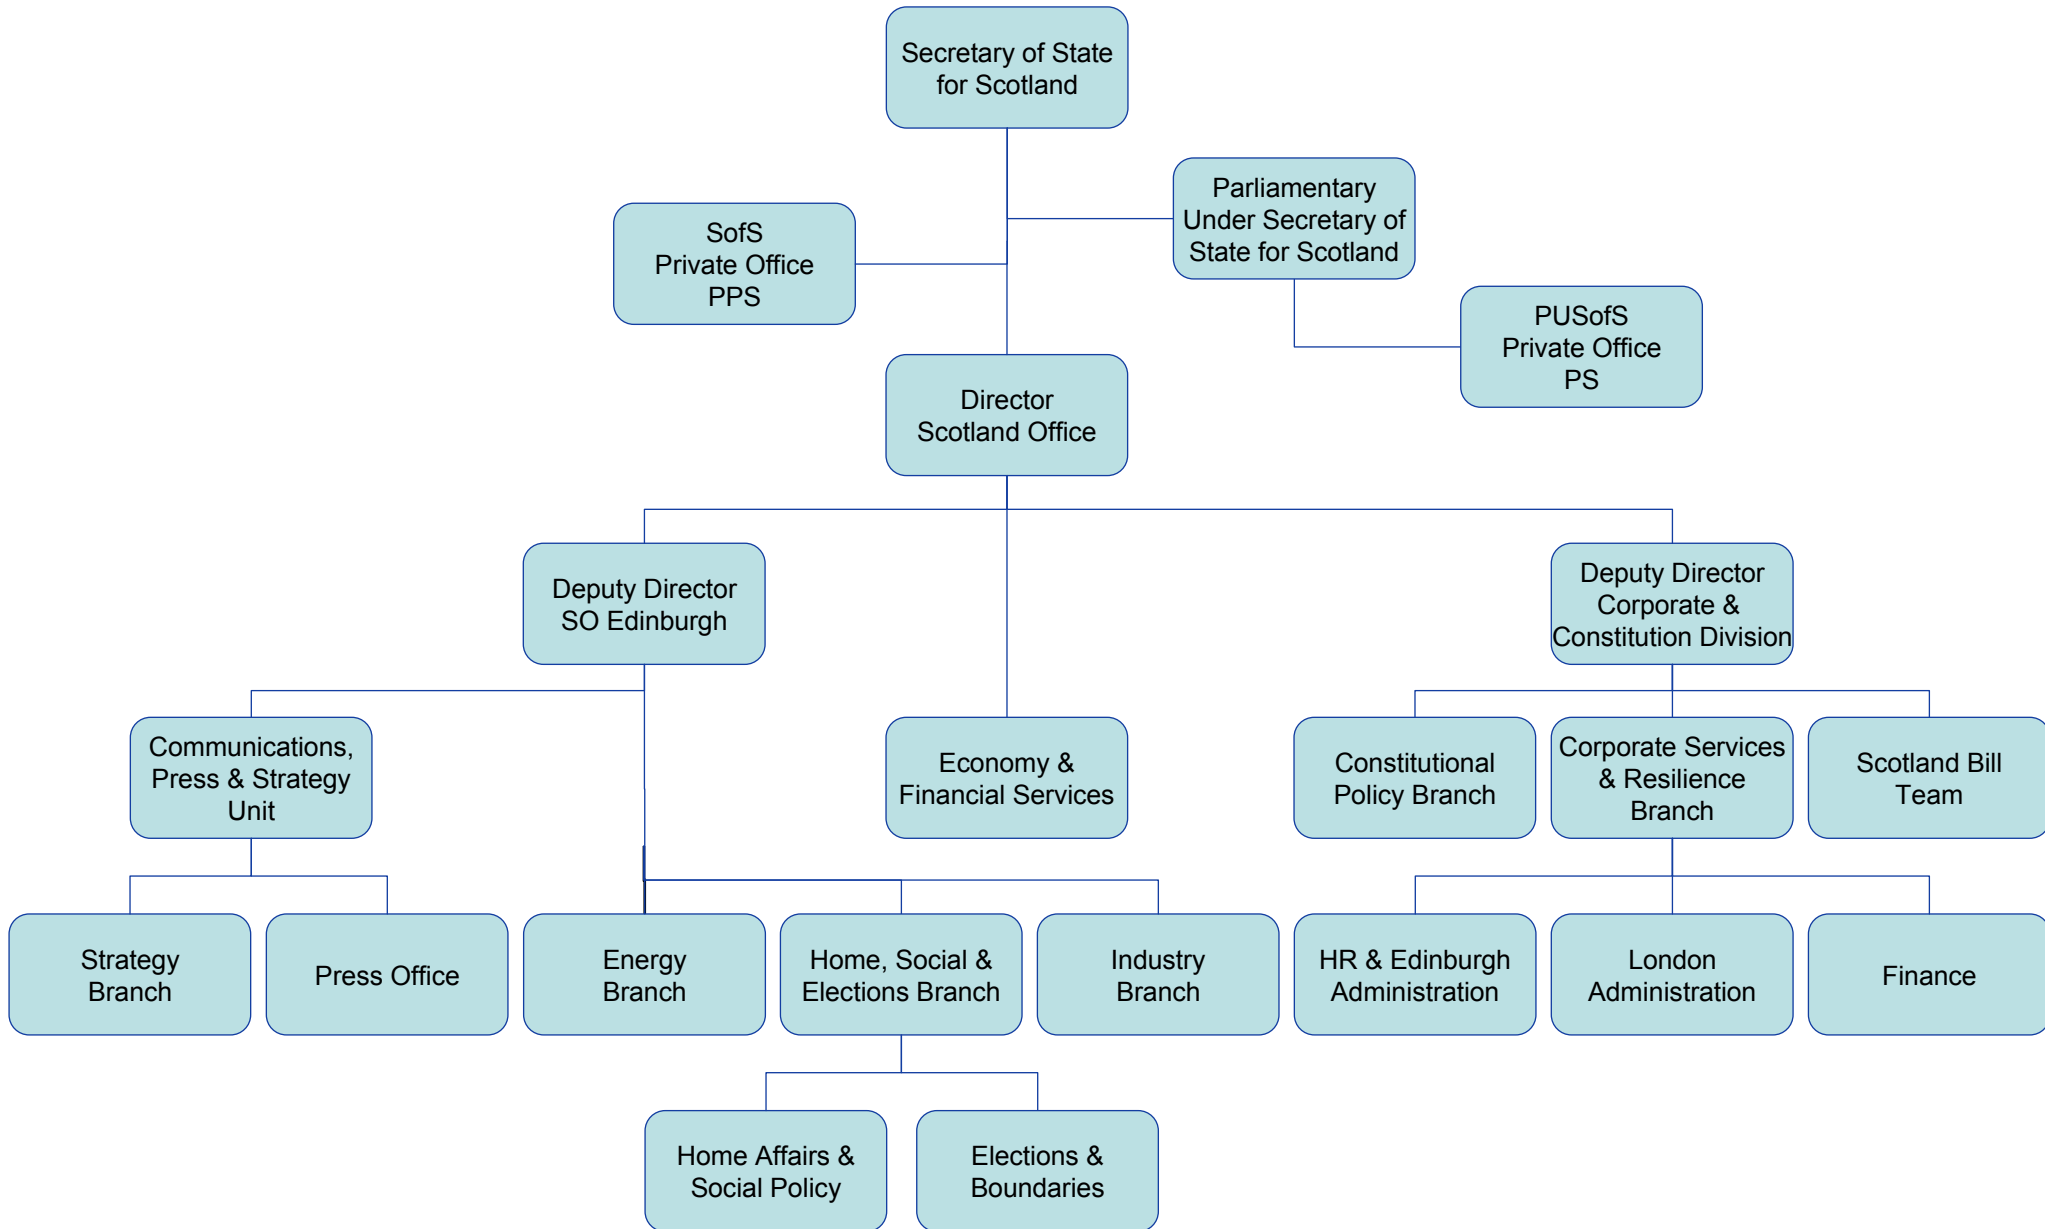 Secretary of State
for Scotland
Parliamentary
Under Secretary of
State for Scotland
SofS
Private Office
PPS
PUSofS
Private Office
PS
Director
Scotland Office
Deputy Director
SO Edinburgh
Deputy Director
Corporate &
Constitution Division
Communications,
Press & Strategy
Unit
Economy &
Financial Services
Constitutional
Policy Branch
Corporate Services
& Resilience
Branch
Scotland Bill
Team
Strategy
Branch
Press Office
Energy
Branch
Home, Social &
Elections Branch
Industry
Branch
HR & Edinburgh
Administration
London
Administration
Finance
Home Affairs &
Social Policy
Elections &
Boundaries